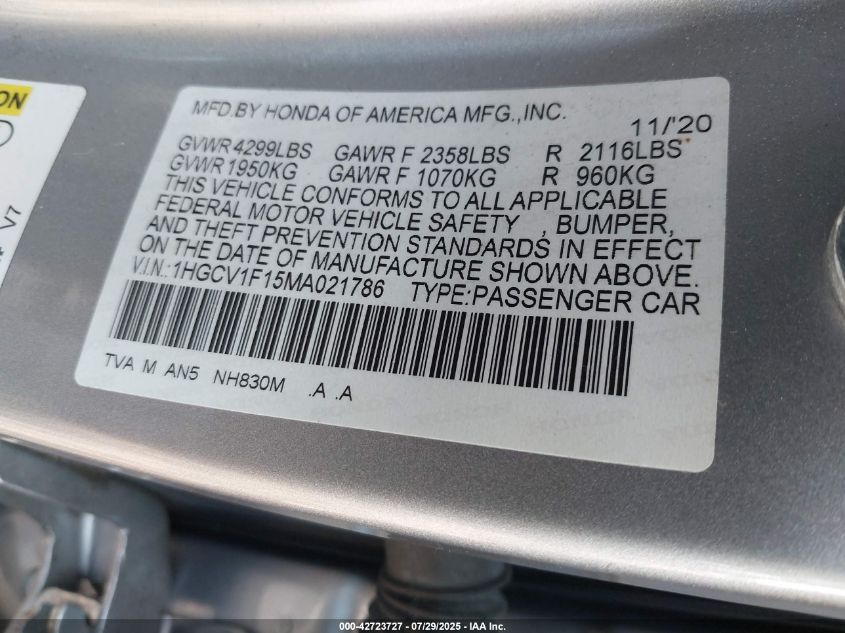 ON
# V7
MFD.BY HONDA OF AMERICA MFG.,INC.
11/'20
GVWR 4299LBS GAWR F 2358LBS R 2116LBS
GVWR 1950KG GAWR F 1070KG R 960KG
THIS VEHICLE CONFORMS TO ALL APPLICABLE
FEDERAL MOTOR VEHICLE SAFETY , BUMPER,
AND THEFT PREVENTION STANDARDS IN EFFECT
ON THE DATE OF MANUFACTURE SHOWN ABOVE.
V.I.N.:1HGCV1F15MA021786 TYPE:PASSENGER CAR
TVA M AN5 NH830M .A .A
000-42723727 - 07/29/2025 - IAA Inc.